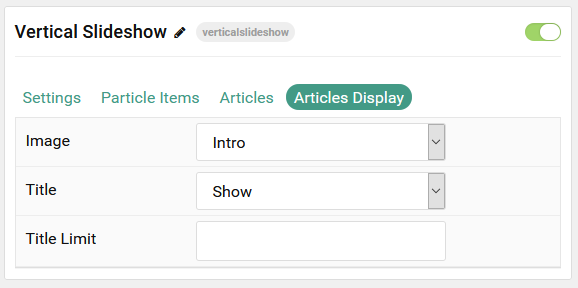 Vertical Slideshow verticalslideshow
Settings Particle Items Articles Articles Display
Image Intro
Title Show
Title Limit